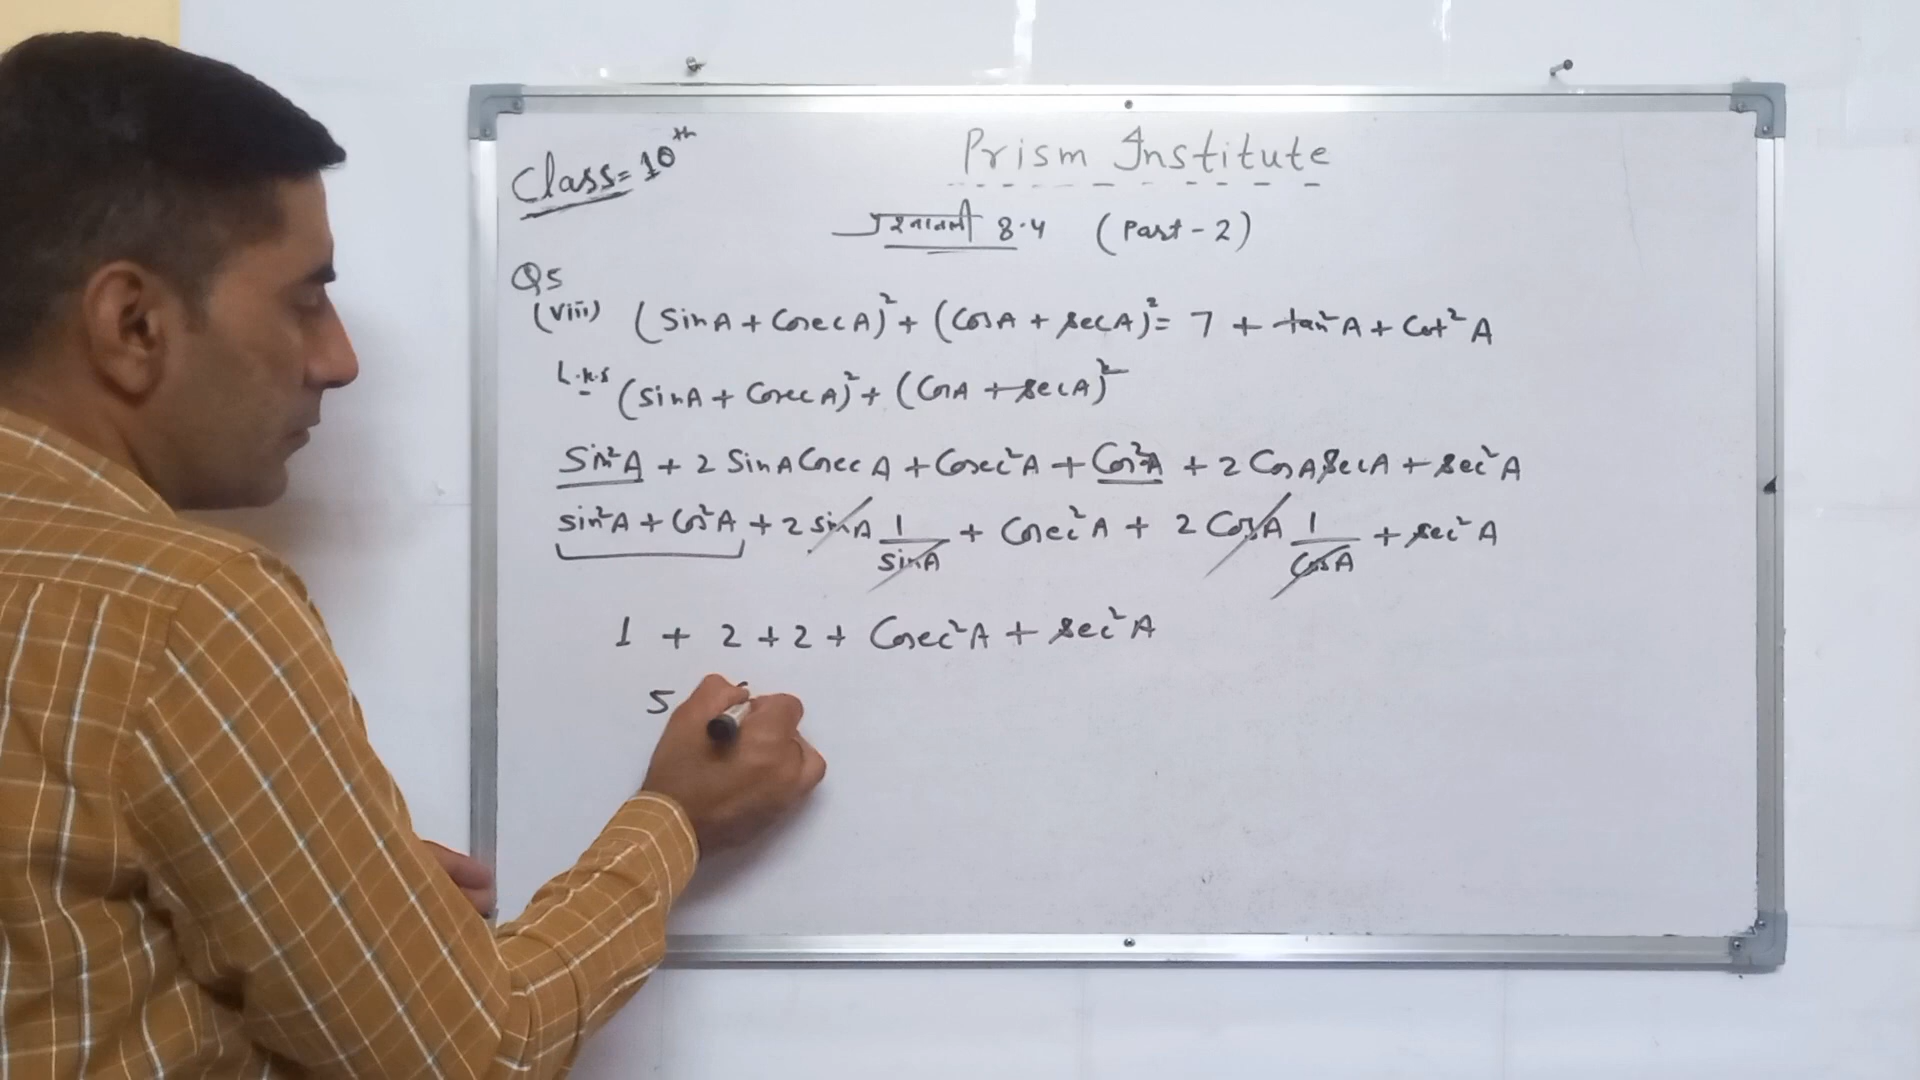 Class = 10th
Prism Institute
प्रश्नावली 8.4 (Part - 2)
Q5
(viii) (SinA + CosecA)² + (CosA + secA)² = 7 + tan²A + Cot²A
L.H.S (sinA + CosecA)² + (CosA + secA)²
Sin²A + 2 SinA CosecA + Cosec²A + Cos²A + 2 CosA SecA + sec²A
sin²A + Cos²A + 2 sinA 1/sinA + Cosec²A + 2 CosA 1/CosA + sec²A
1 + 2 + 2 + Cosec²A + sec²A
5